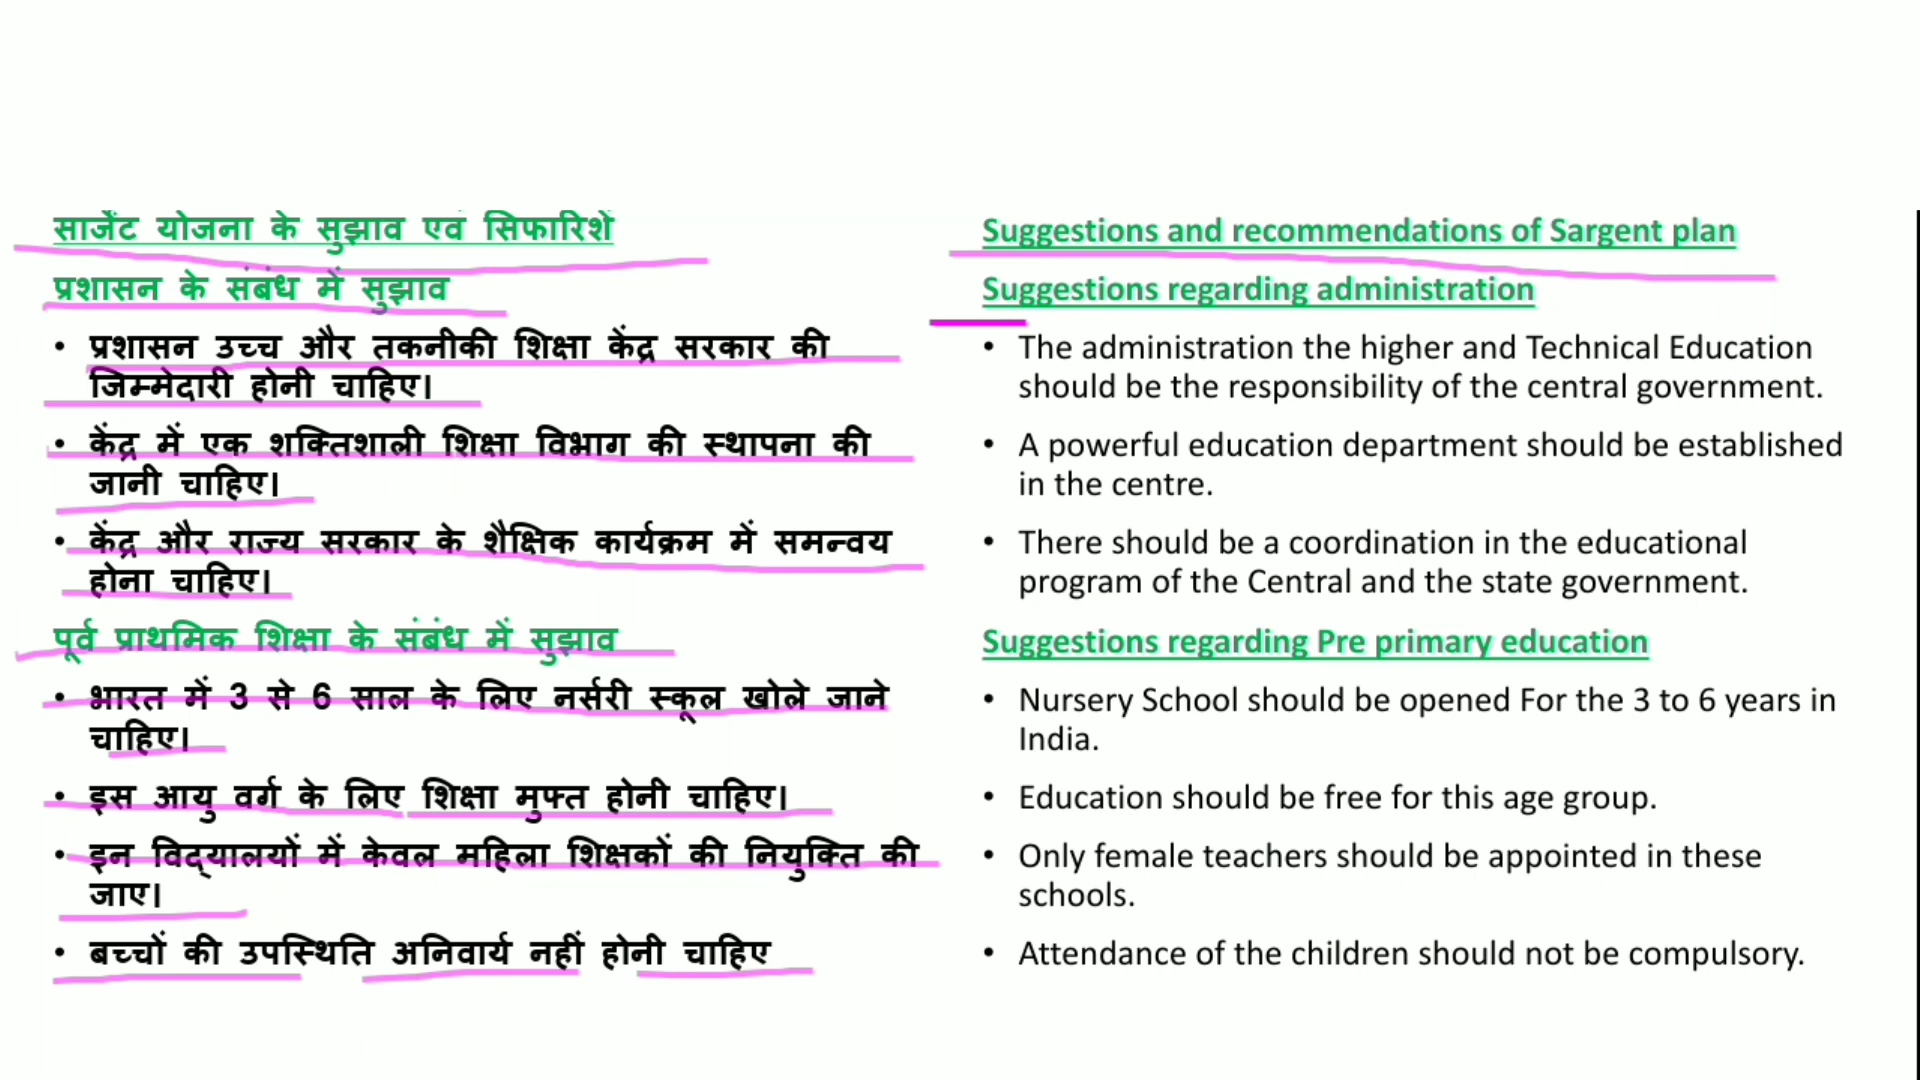 सार्जेंट योजना के सुझाव एवं सिफारिशें
प्रशासन के संबंध में सुझाव
• प्रशासन उच्च और तकनीकी शिक्षा केंद्र सरकार की
जिम्मेदारी होनी चाहिए।
• केंद्र में एक शक्तिशाली शिक्षा विभाग की स्थापना की
जानी चाहिए।
• केंद्र और राज्य सरकार के शैक्षिक कार्यक्रम में समन्वय
होना चाहिए।
पूर्व प्राथमिक शिक्षा के संबंध में सुझाव
• भारत में 3 से 6 साल के लिए नर्सरी स्कूल खोले जाने
चाहिए।
• इस आयु वर्ग के लिए शिक्षा मुफ्त होनी चाहिए।
• इन विद्यालयों में केवल महिला शिक्षकों की नियुक्ति की
जाए।
• बच्चों की उपस्थिति अनिवार्य नहीं होनी चाहिए
Suggestions and recommendations of Sargent plan
Suggestions regarding administration
• The administration the higher and Technical Education
should be the responsibility of the central government.
• A powerful education department should be established
in the centre.
• There should be a coordination in the educational
program of the Central and the state government.
Suggestions regarding Pre primary education
• Nursery School should be opened For the 3 to 6 years in
India.
• Education should be free for this age group.
• Only female teachers should be appointed in these
schools.
• Attendance of the children should not be compulsory.